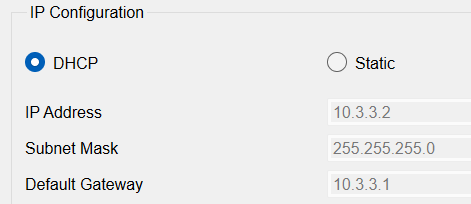 IP Configuration
DHCP Static
IP Address 10.3.3.2
Subnet Mask 255.255.255.0
Default Gateway 10.3.3.1